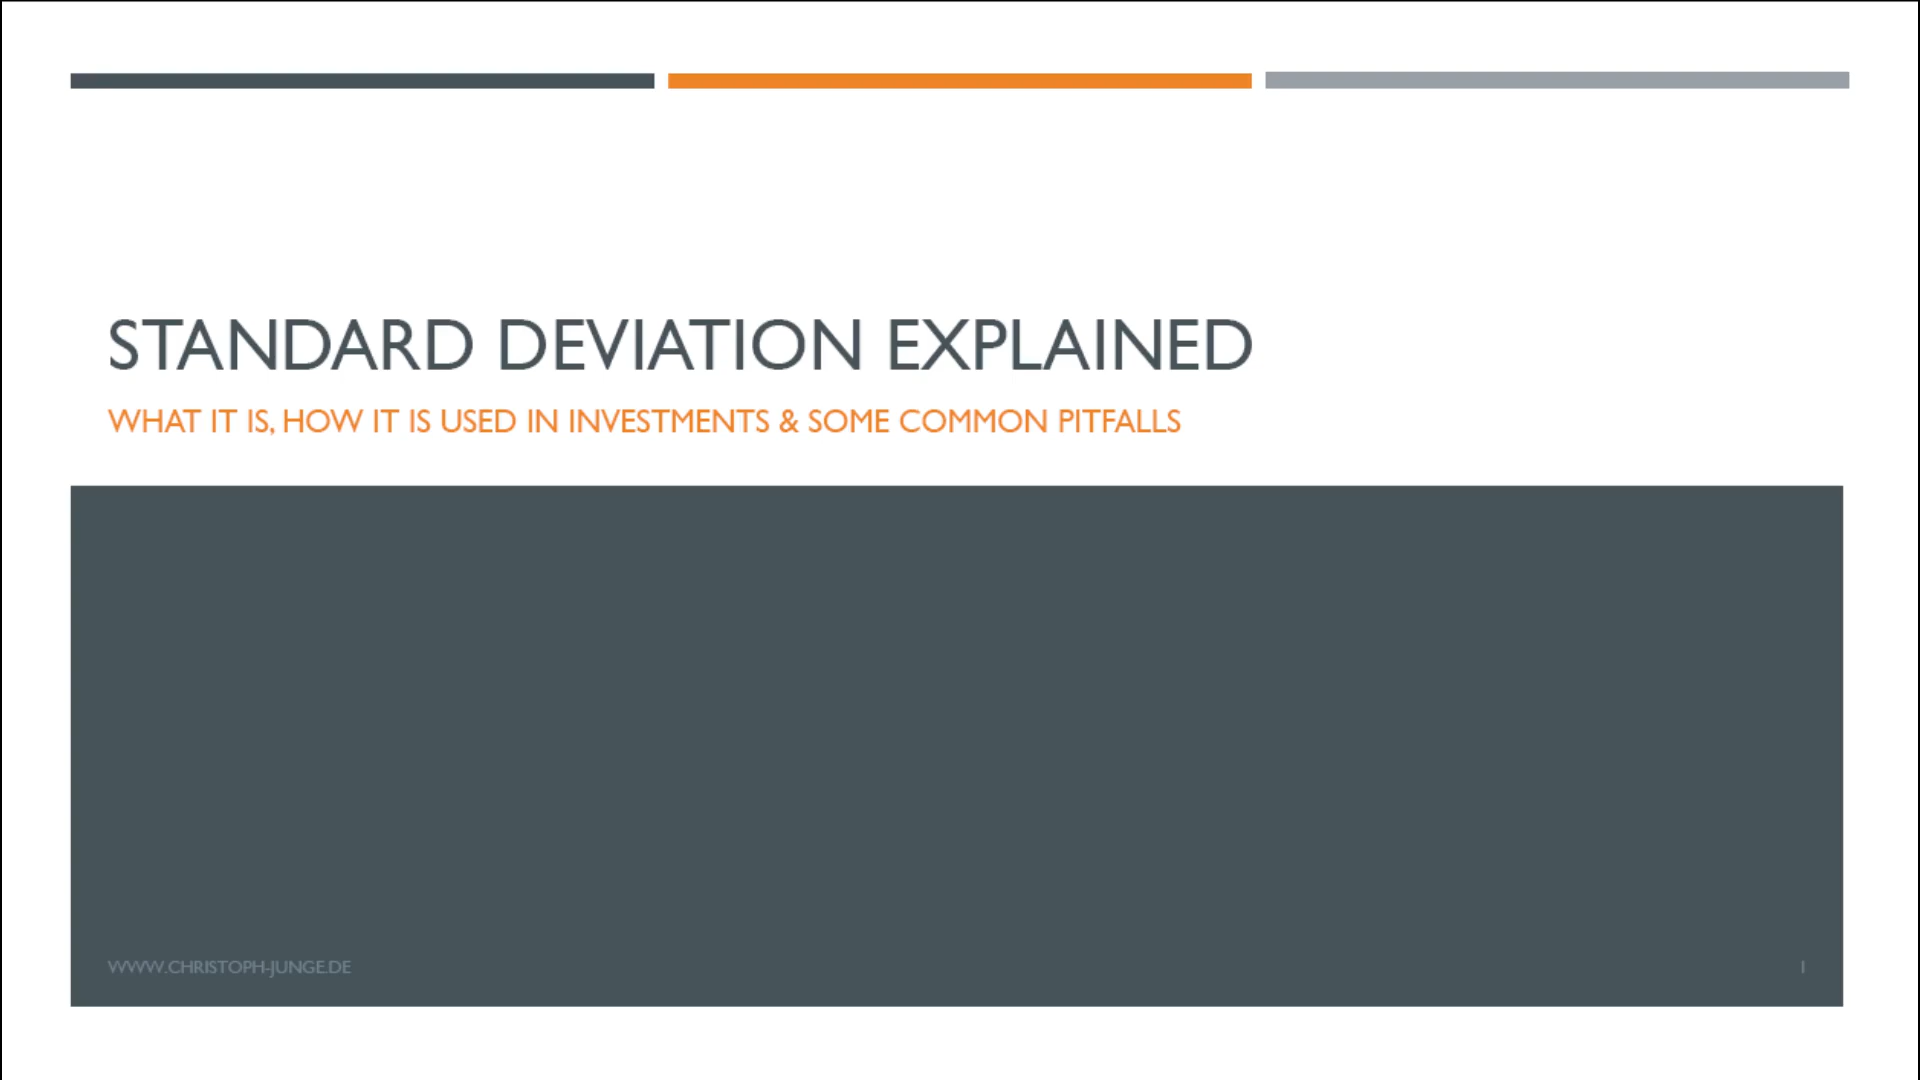 STANDARD DEVIATION EXPLAINED
WHAT IT IS, HOW IT IS USED IN INVESTMENTS & SOME COMMON PITFALLS
WWW.CHRISTOPH-JUNGE.DE
1